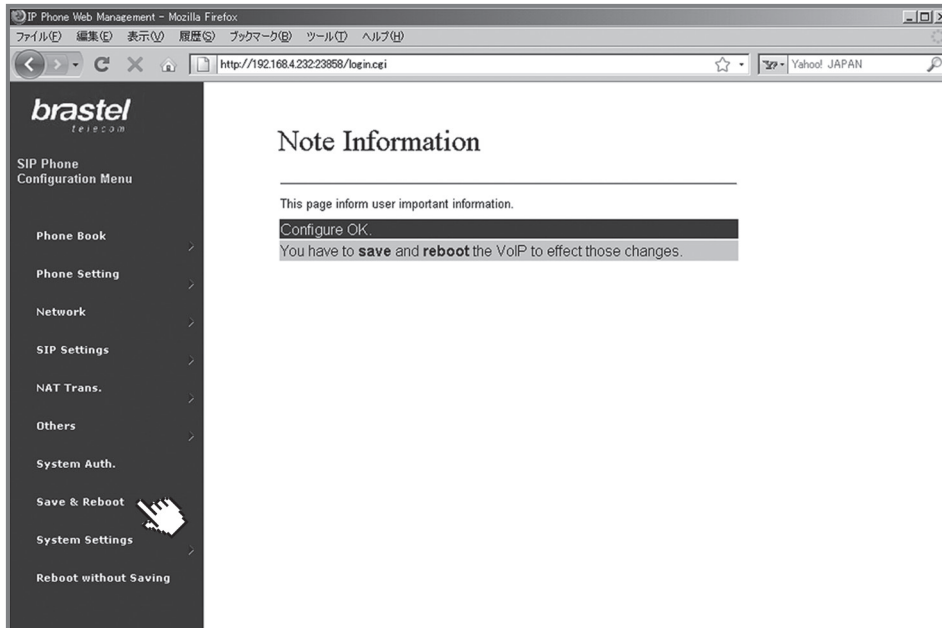 IP Phone Web Management - Mozilla Firefox
ファイル(F) 編集(E) 表示(V) 履歴(S) ブックマーク(B) ツール(T) ヘルプ(H)
http://192.168.4.232:23858/login.cgi
Yahoo! JAPAN
brastel
telecom
SIP Phone
Configuration Menu
Phone Book
Phone Setting
Network
SIP Settings
NAT Trans.
Others
System Auth.
Save & Reboot
System Settings
Reboot without Saving
Note Information
This page inform user important information.
Configure OK.
You have to save and reboot the VoIP to effect those changes.